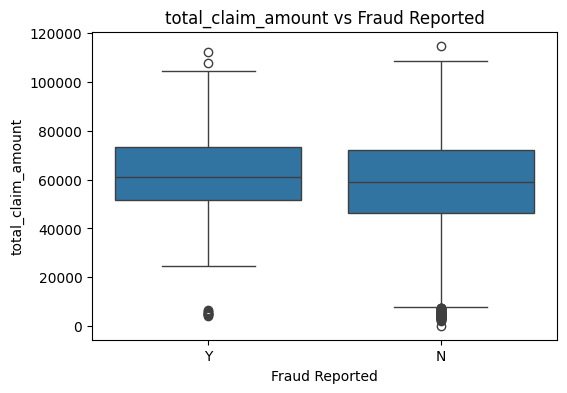 total_claim_amount vs Fraud Reported
120000
100000
80000
60000
40000
20000
0
total_claim_amount
Y N
Fraud Reported